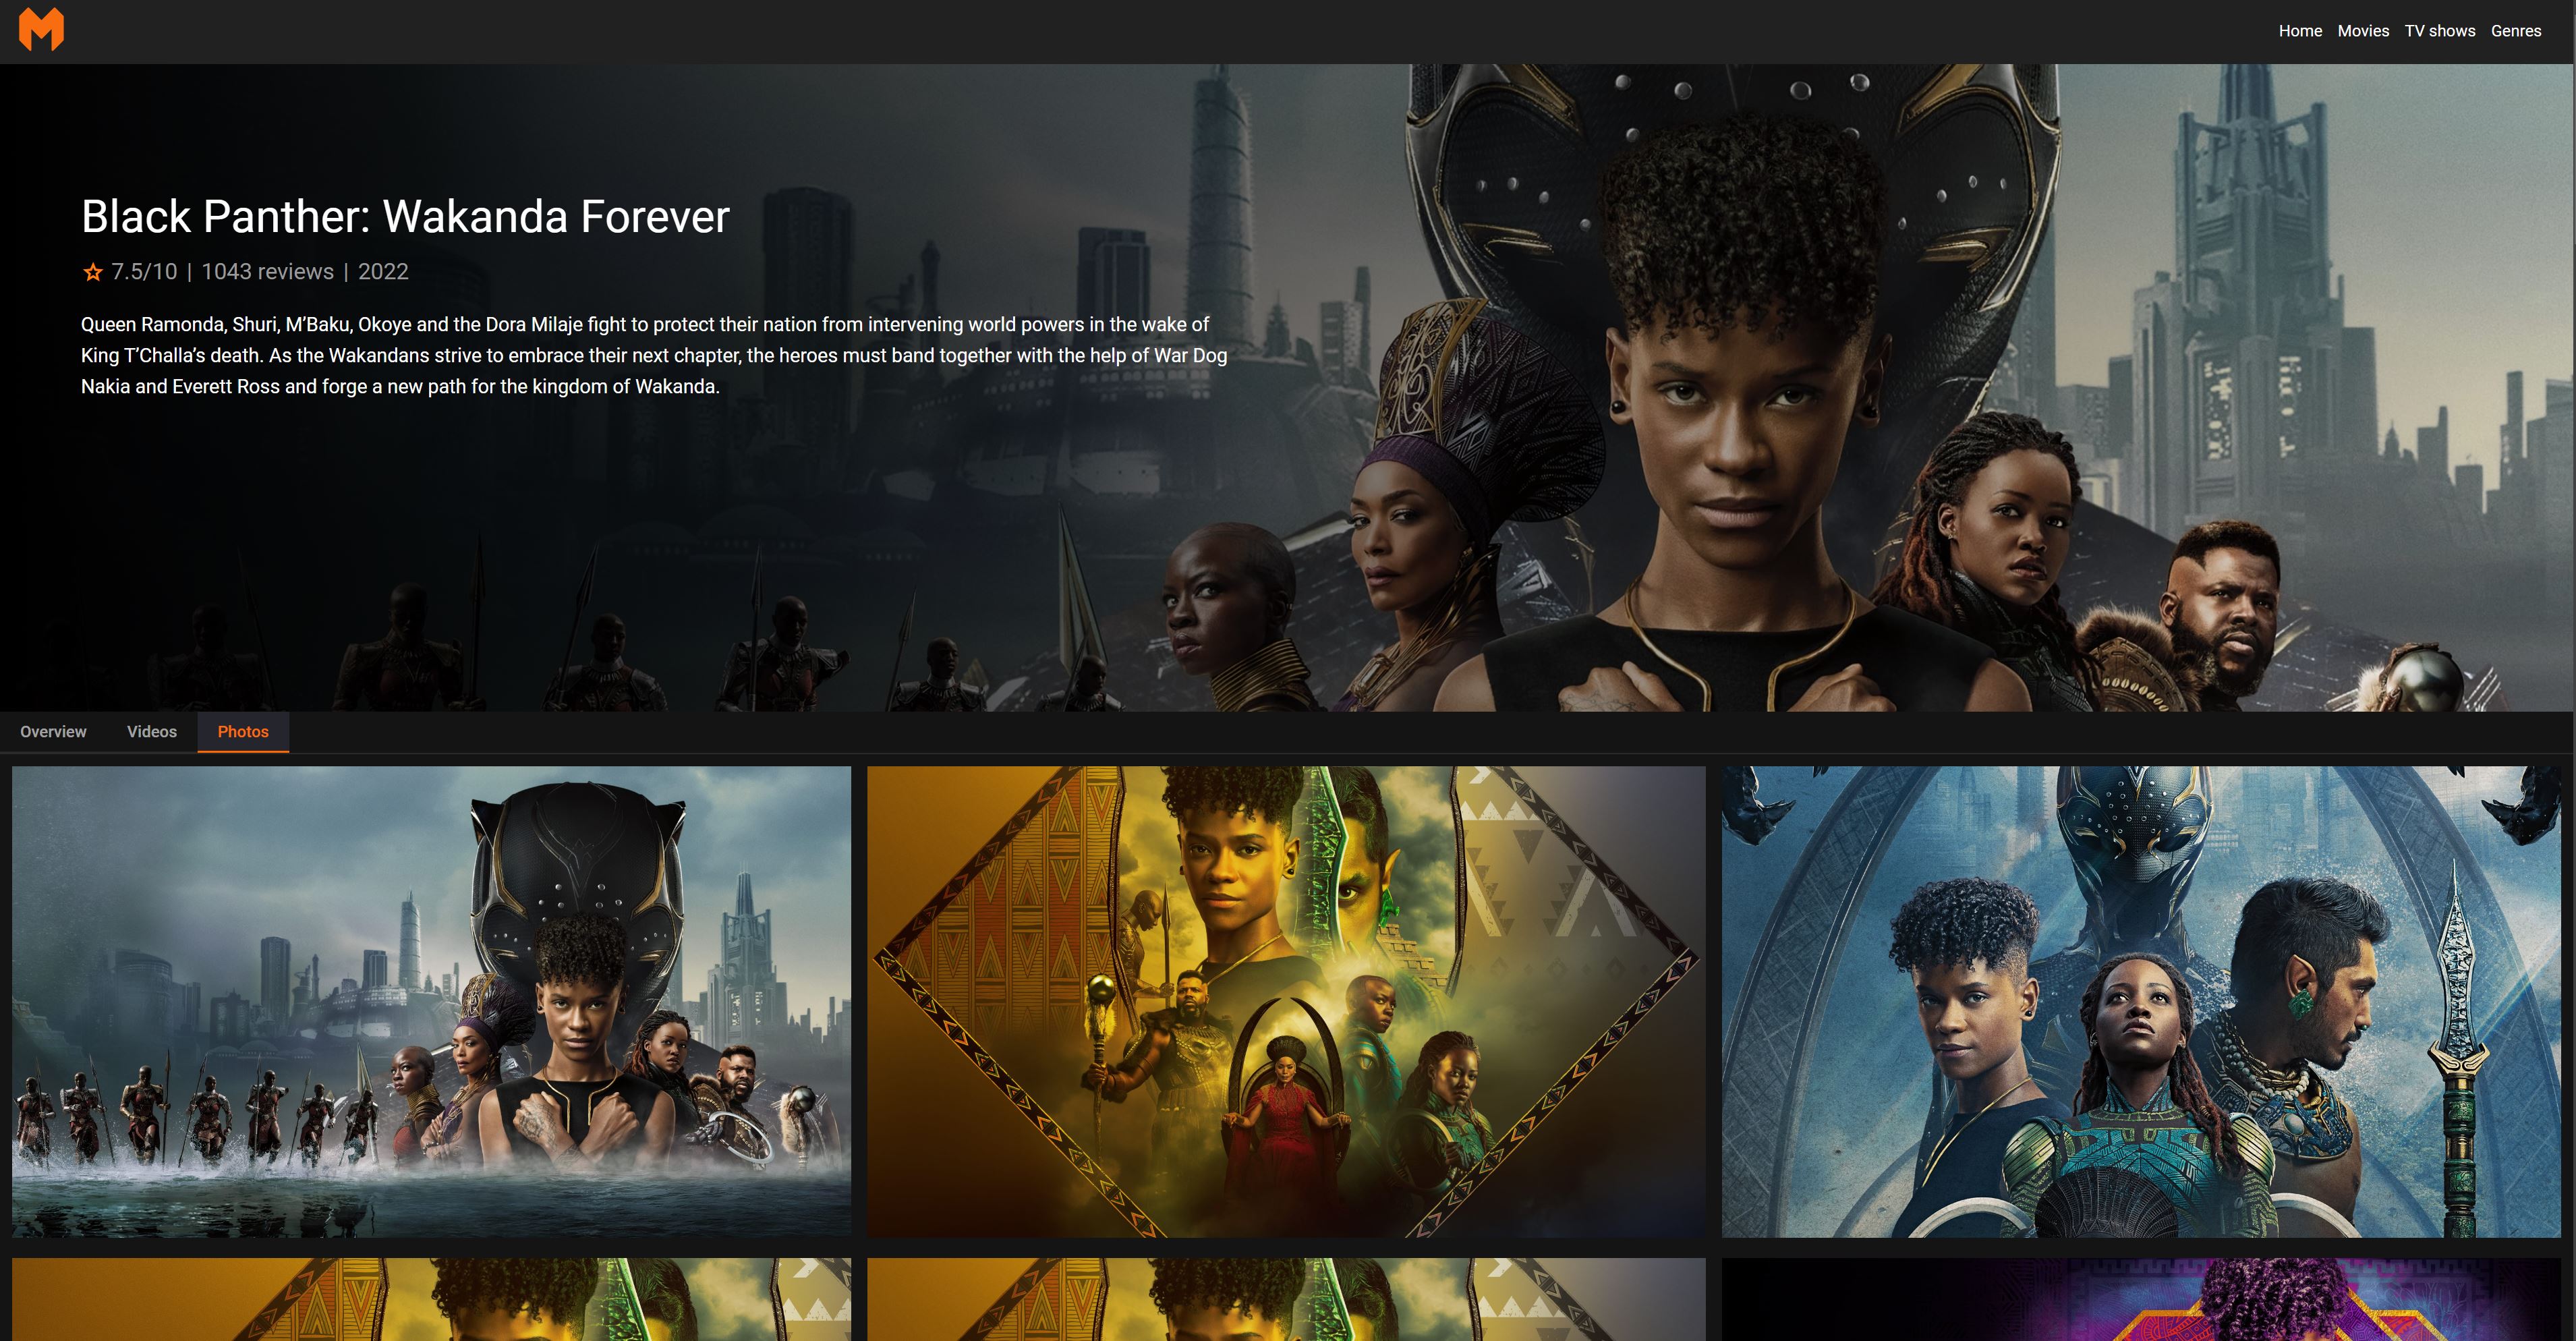 Home Movies TV shows Genres
Black Panther: Wakanda Forever
7.5/10 | 1043 reviews | 2022
Queen Ramonda, Shuri, M’Baku, Okoye and the Dora Milaje fight to protect their nation from intervening world powers in the wake of
King T’Challa’s death. As the Wakandans strive to embrace their next chapter, the heroes must band together with the help of War Dog
Nakia and Everett Ross and forge a new path for the kingdom of Wakanda.
Overview Videos Photos